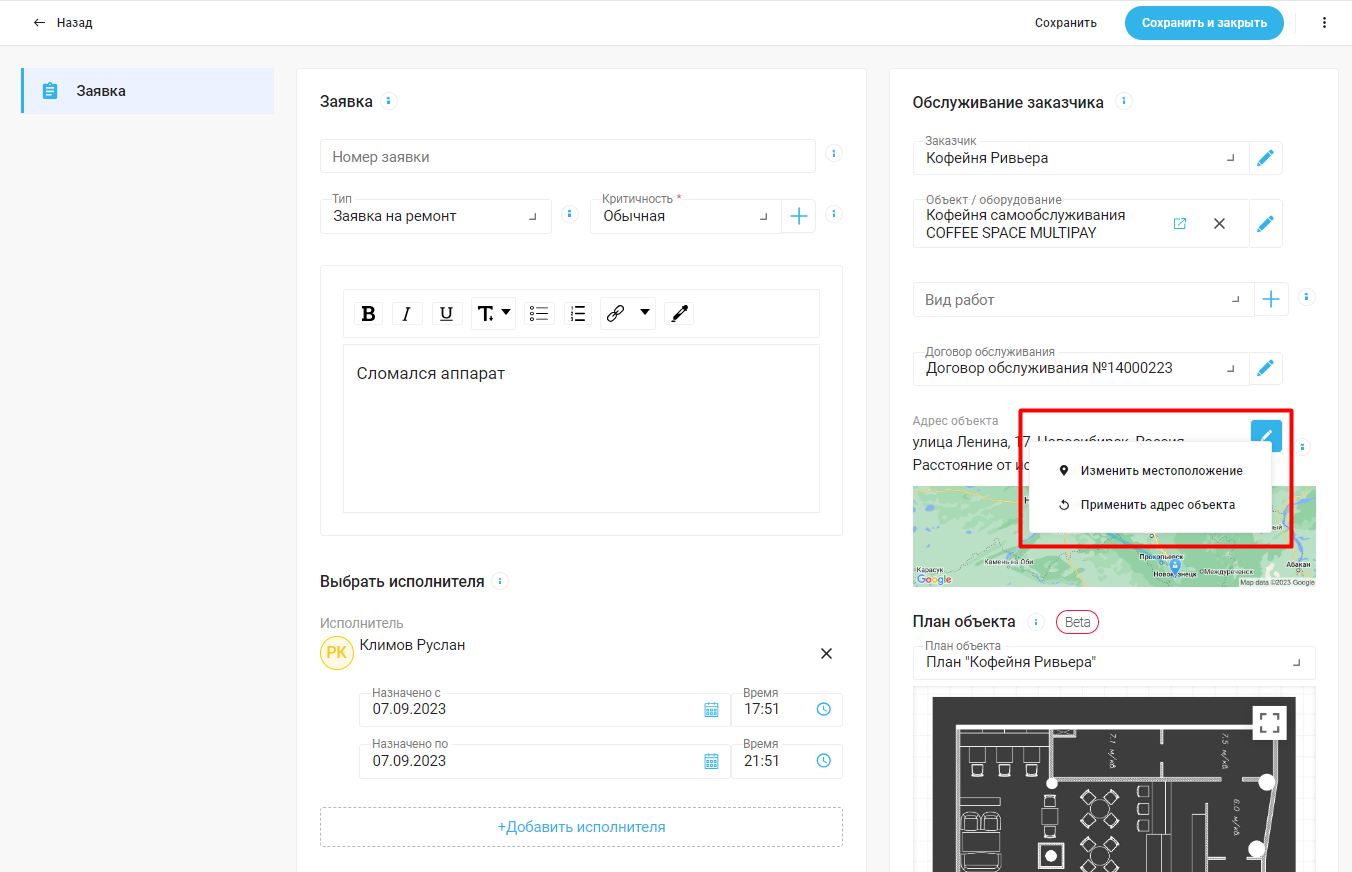 Назад
Сохранить
Сохранить и закрыть
Заявка
Заявка
Номер заявки
Тип
Заявка на ремонт
Критичность *
Обычная
B I U T
Сломался аппарат
Выбрать исполнителя
Исполнитель
РК
Климов Руслан
Назначено с
07.09.2023
Время
17:51
Назначено по
07.09.2023
Время
21:51
+Добавить исполнителя
Обслуживание заказчика
Заказчик
Кофейня Ривьера
Объект / оборудование
Кофейня самообслуживания
COFFEE SPACE MULTIPAY
Вид работ
Договор обслуживания
Договор обслуживания №14000223
Адрес объекта
улица Ленина, 17, Новосибирск, Россия
Расстояние от
Изменить местоположение
Применить адрес объекта
Прокопьевск
Камень-на-Оби
Карасук
Новокузнецк
Междуреченск
Абакан
Google
Map data ©2023 Google
План объекта
Beta
План объекта
План "Кофейня Ривьера"
7.1 м/кв
7.5 м/кв
6.0 м/кв